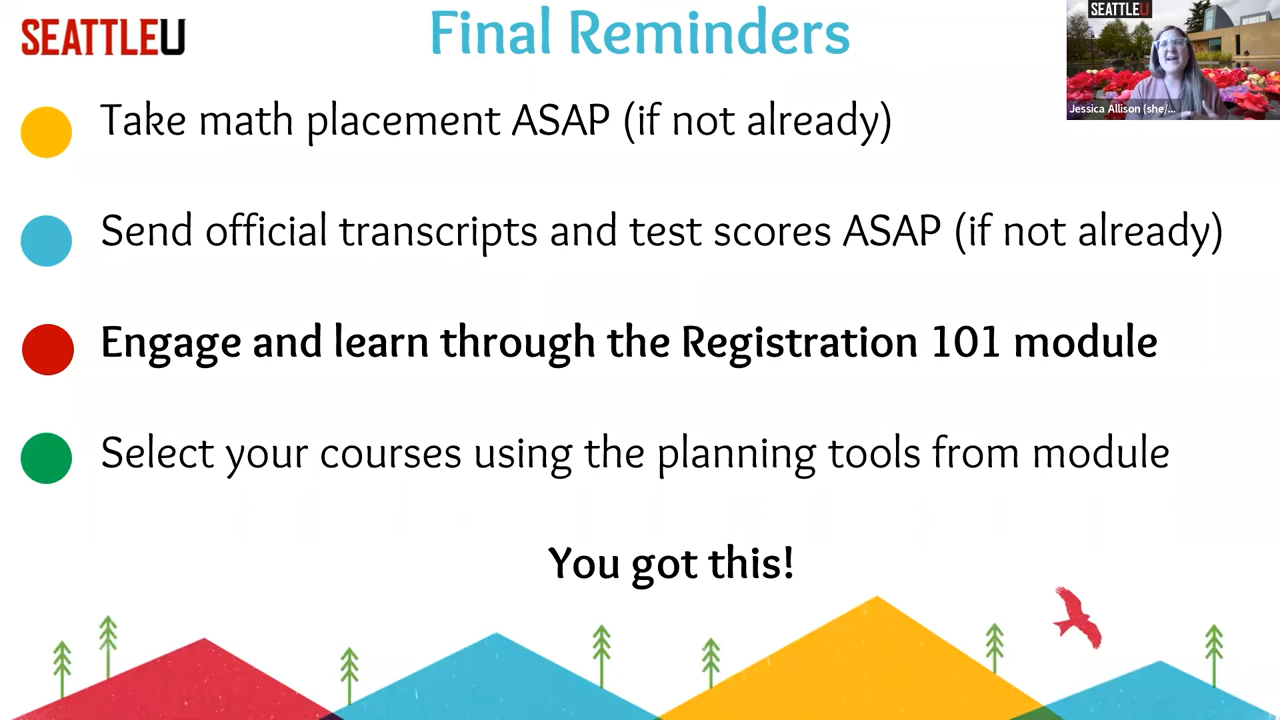 SEATTLEU
Final Reminders
SEATTLEU
Jessica Allison (she/...
Take math placement ASAP (if not already)
Send official transcripts and test scores ASAP (if not already)
Engage and learn through the Registration 101 module
Select your courses using the planning tools from module
You got this!